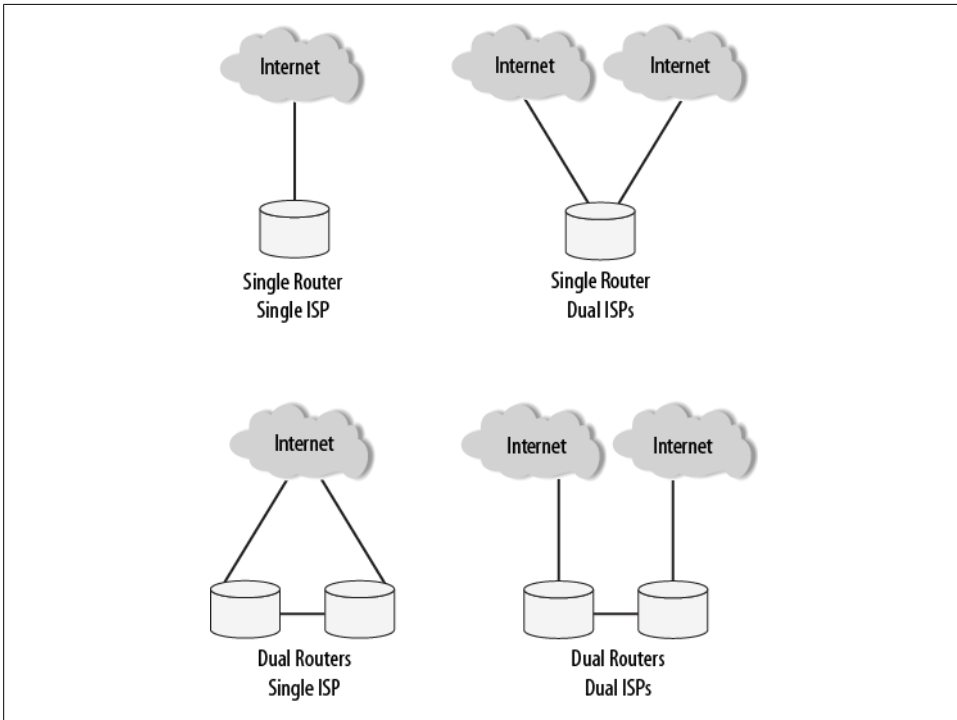 Internet
Internet
Internet
Single Router
Single ISP
Single Router
Dual ISPs
Internet
Internet
Internet
Dual Routers
Single ISP
Dual Routers
Dual ISPs